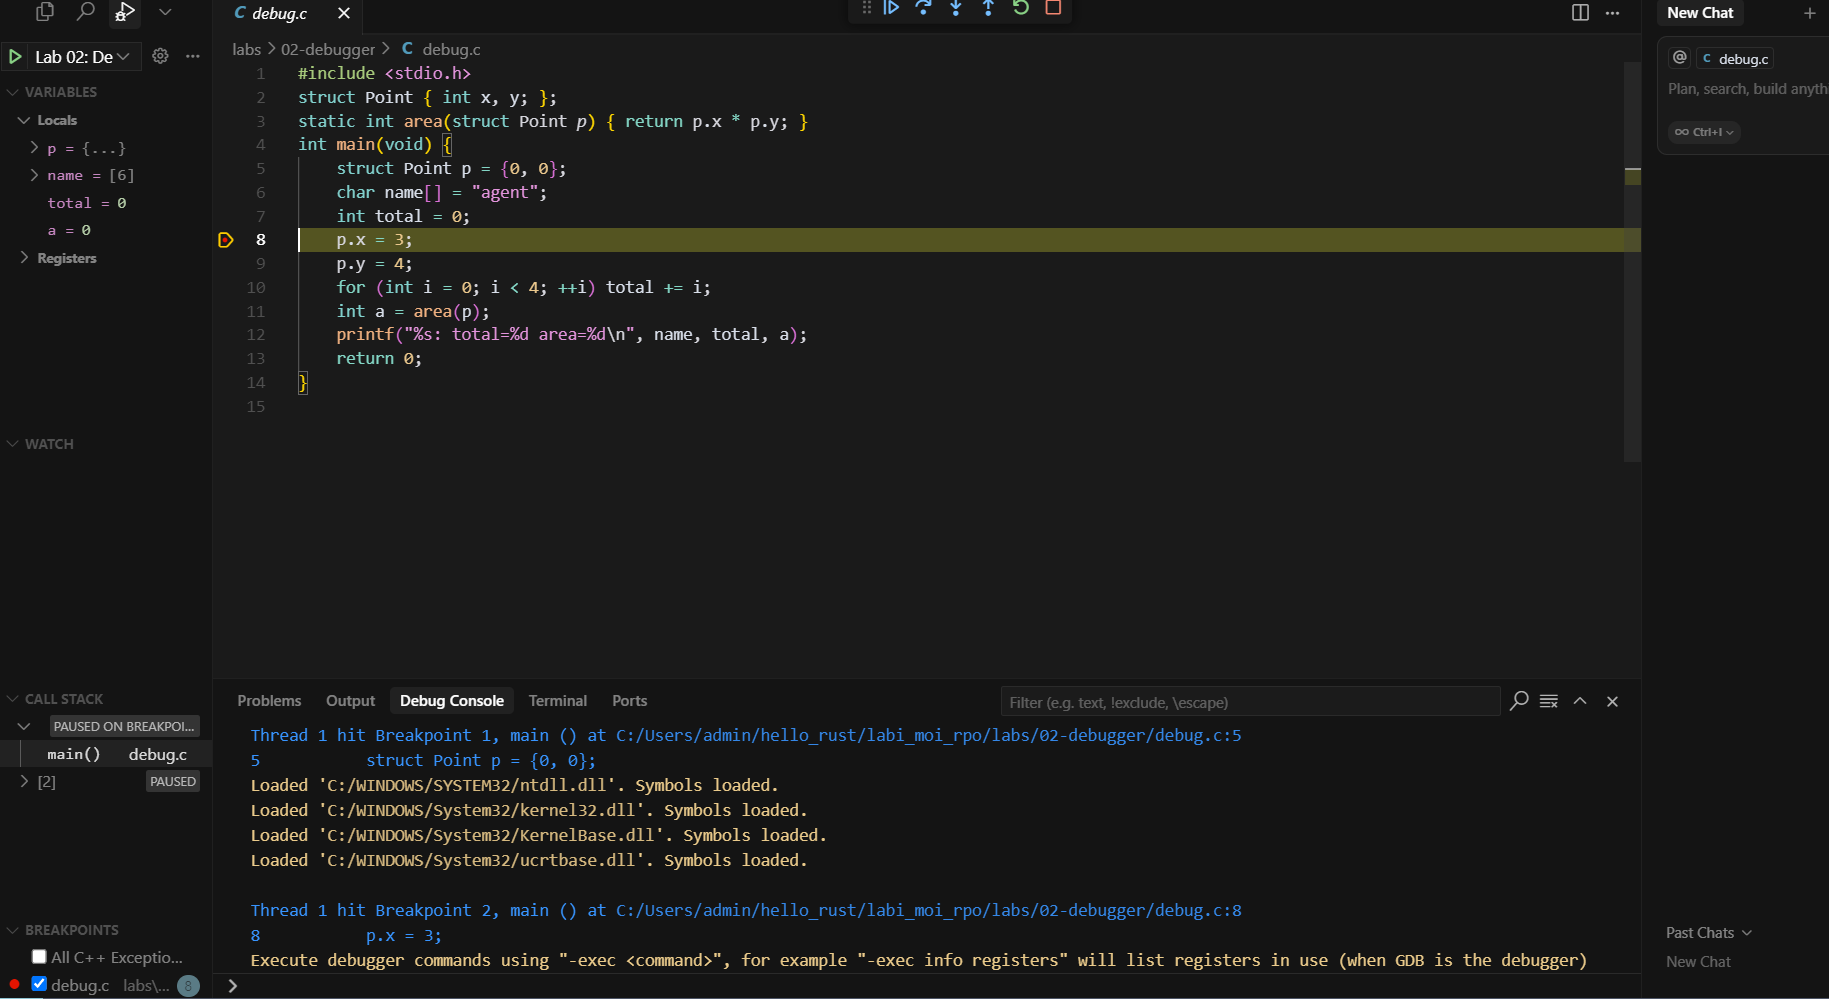 C debug.c
New Chat
Lab 02: De
labs > 02-debugger > C debug.c
@ C debug.c
Plan, search, build anyth
∞ Ctrl+I
VARIABLES
Locals
p = {...}
name = [6]
total = 0
a = 0
Registers
1 #include <stdio.h>
2 struct Point { int x, y; };
3 static int area(struct Point p) { return p.x * p.y; }
4 int main(void) {
5     struct Point p = {0, 0};
6     char name[] = "agent";
7     int total = 0;
8     p.x = 3;
9     p.y = 4;
10     for (int i = 0; i < 4; ++i) total += i;
11     int a = area(p);
12     printf("%s: total=%d area=%d\n", name, total, a);
13     return 0;
14 }
15
WATCH
CALL STACK
PAUSED ON BREAKPOI...
main() debug.c
[2] PAUSED
BREAKPOINTS
All C++ Exceptio...
debug.c labs\... 8
Problems Output Debug Console Terminal Ports
Filter (e.g. text, !exclude, \escape)
Thread 1 hit Breakpoint 1, main () at C:/Users/admin/hello_rust/labi_moi_rpo/labs/02-debugger/debug.c:5
5           struct Point p = {0, 0};
Loaded 'C:/WINDOWS/SYSTEM32/ntdll.dll'. Symbols loaded.
Loaded 'C:/WINDOWS/System32/kernel32.dll'. Symbols loaded.
Loaded 'C:/WINDOWS/System32/KernelBase.dll'. Symbols loaded.
Loaded 'C:/WINDOWS/System32/ucrtbase.dll'. Symbols loaded.
Thread 1 hit Breakpoint 2, main () at C:/Users/admin/hello_rust/labi_moi_rpo/labs/02-debugger/debug.c:8
8           p.x = 3;
Execute debugger commands using "-exec <command>", for example "-exec info registers" will list registers in use (when GDB is the debugger)
>
Past Chats
New Chat